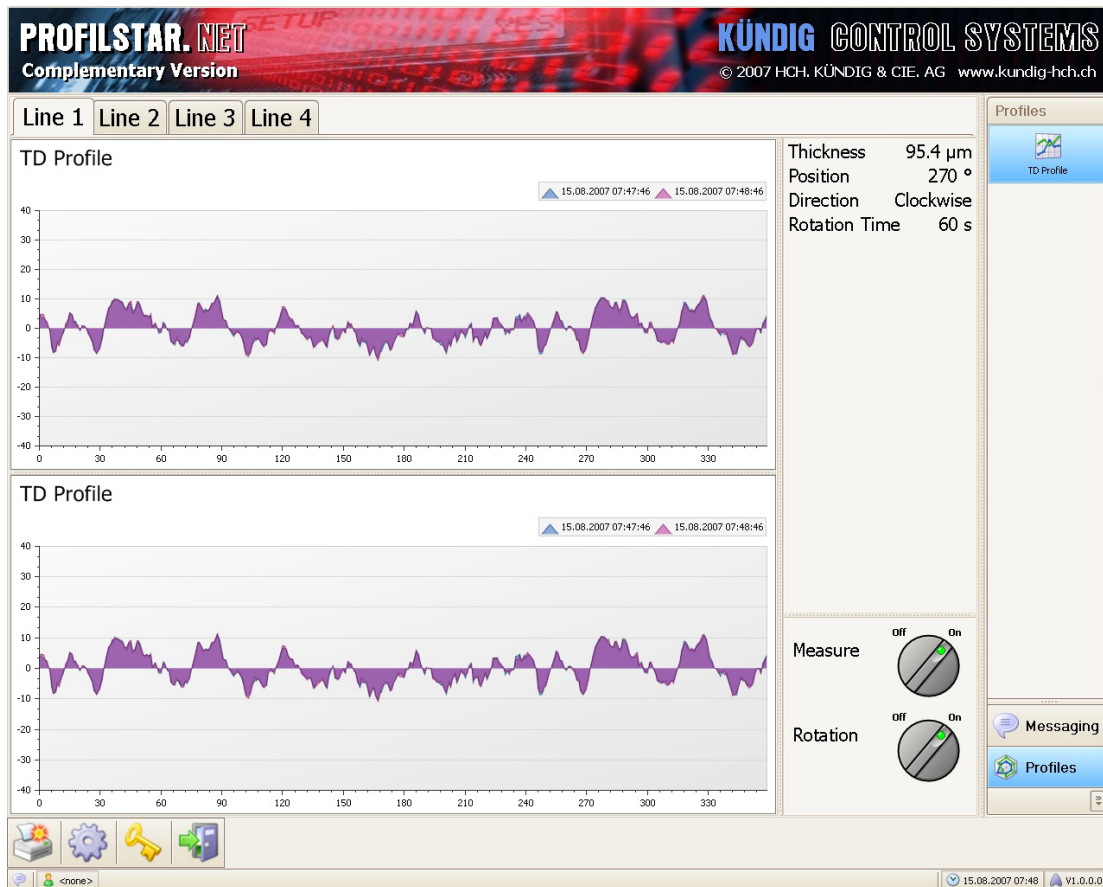 PROFILSTAR. NET
Complementary Version
SETUP
KÜNDIG CONTROL SYSTEMS
© 2007 HCH. KÜNDIG & CIE. AG www.kundig-hch.ch
Line 1 Line 2 Line 3 Line 4
TD Profile
15.08.2007 07:47:46 15.08.2007 07:48:46
40
30
20
10
0
-10
-20
-30
-40
0 30 60 90 120 150 180 210 240 270 300 330
TD Profile
15.08.2007 07:47:46 15.08.2007 07:48:46
40
30
20
10
0
-10
-20
-30
-40
0 30 60 90 120 150 180 210 240 270 300 330
Thickness 95.4 µm
Position 270 °
Direction Clockwise
Rotation Time 60 s
Off On
Measure
Off On
Rotation
Profiles
TD Profile
Messaging
Profiles
<none>
15.08.2007 07:48 V1.0.0.0